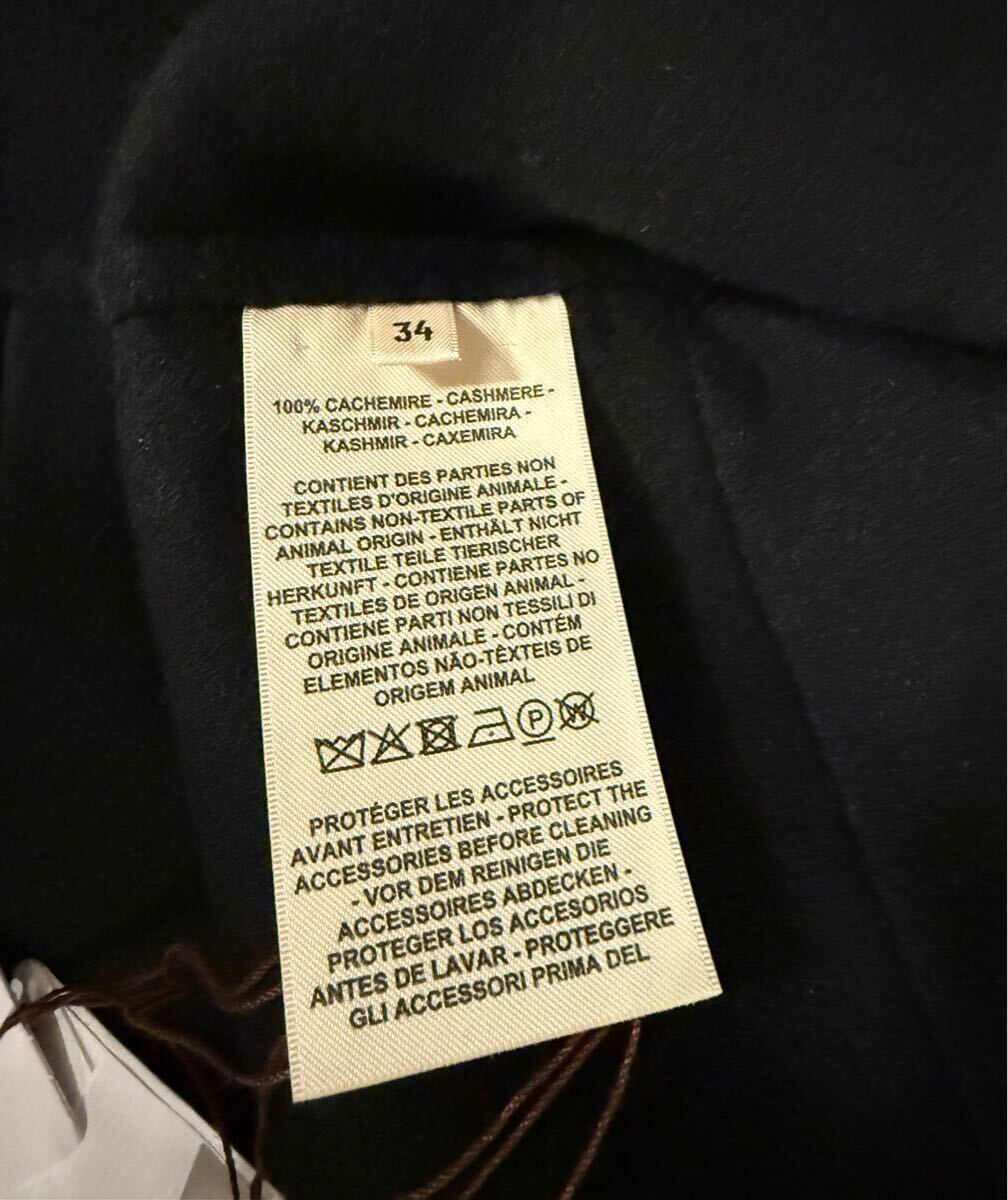 34
100% CACHEMIRE - CASHMERE -
KASCHMIR - CACHEMIRA -
KASHMIR - CAXEMIRA
CONTIENT DES PARTIES NON
TEXTILES D'ORIGINE ANIMALE -
CONTAINS NON-TEXTILE PARTS OF
ANIMAL ORIGIN - ENTHÄLT NICHT
TEXTILE TEILE TIERISCHER
HERKUNFT - CONTIENE PARTES NO
TEXTILES DE ORIGEN ANIMAL -
CONTIENE PARTI NON TESSILI DI
ORIGINE ANIMALE - CONTÉM
ELEMENTOS NÃO-TÊXTEIS DE
ORIGEM ANIMAL
P W
PROTÉGER LES ACCESSOIRES
AVANT ENTRETIEN - PROTECT THE
ACCESSORIES BEFORE CLEANING
- VOR DEM REINIGEN DIE
ACCESSOIRES ABDECKEN -
PROTEGER LOS ACCESORIOS
ANTES DE LAVAR - PROTEGGERE
GLI ACCESSORI PRIMA DEL